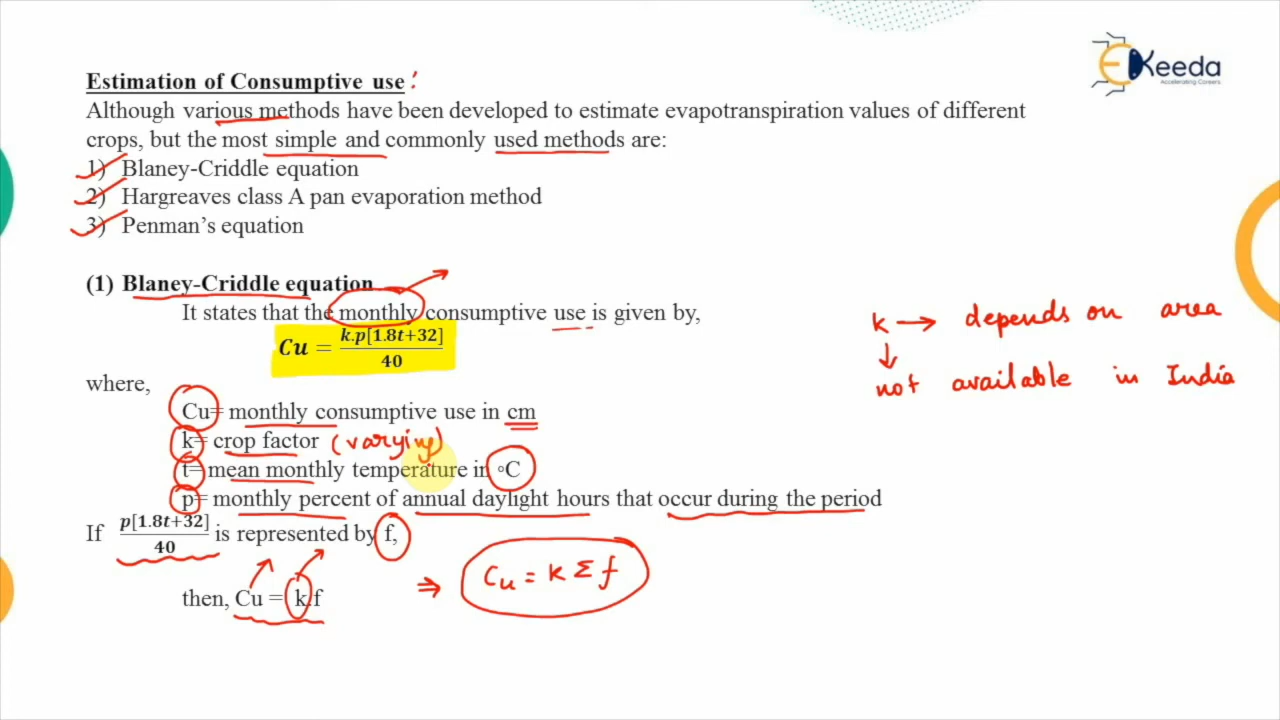 EKeeda
Accelerating Careers
Estimation of Consumptive use :
Although various methods have been developed to estimate evapotranspiration values of different
crops, but the most simple and commonly used methods are:
1) Blaney-Criddle equation
2) Hargreaves class A pan evaporation method
3) Penman's equation
(1) Blaney-Criddle equation
It states that the monthly consumptive use is given by,
Cu = k.p[1.8t+32] / 40
where,
Cu= monthly consumptive use in cm
k= crop factor (varying)
t= mean monthly temperature in ∘C
p= monthly percent of annual daylight hours that occur during the period
If p[1.8t+32] / 40 is represented by f,
then, Cu = k.f ⇒ Cu = K Σ f
k → depends on area
↓
not available in India